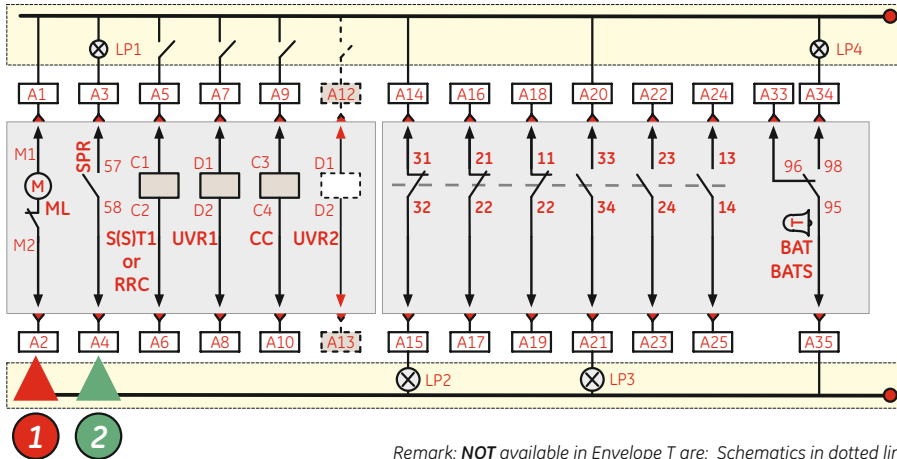 LP1 LP4
A1 A3 A5 A7 A9 A12 A14 A16 A18 A20 A22 A24 A33 A34
M1 SPR 57 C1 D1 C3 D1 31 21 11 33 23 13 96 98
M ML 58 C2 D2 C4 D2 32 22 22 34 24 14 95
M2 S(S)T1 UVR1 CC UVR2 T
or BAT
RRC BATS
A2 A4 A6 A8 A10 A13 A15 A17 A19 A21 A23 A25 A35
LP2 LP3
1 2
Remark: NOT available in Envelope T are: Schematics in dotted lin